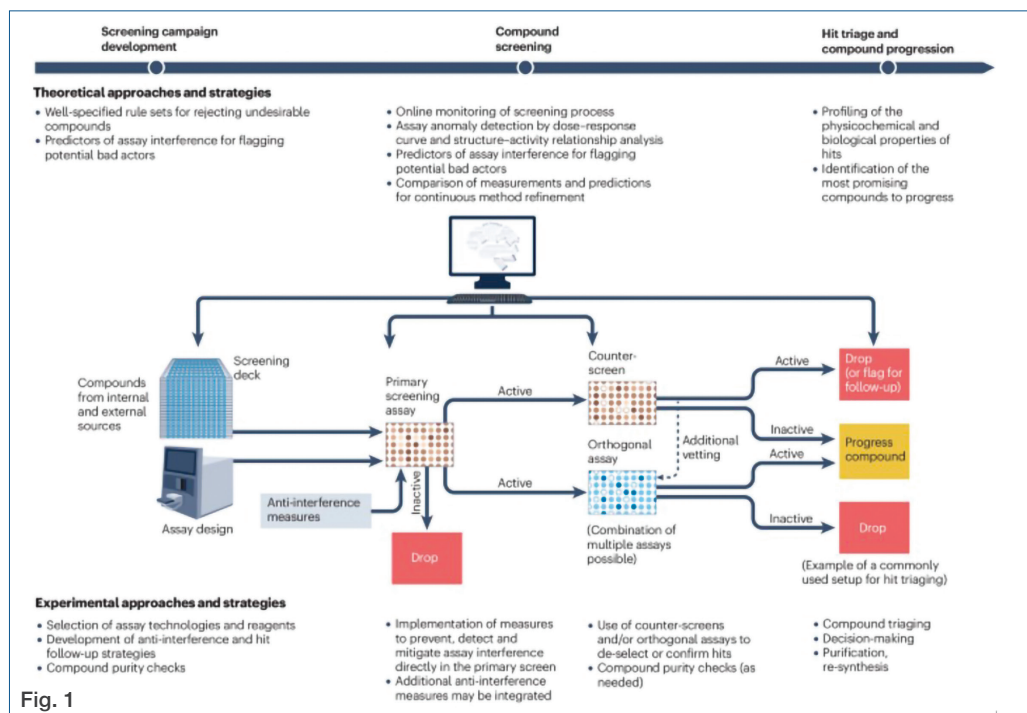 Screening campaign
development
Compound
screening
Hit triage and
compound progression
Theoretical approaches and strategies
• Well-specified rule sets for rejecting undesirable
compounds
• Predictors of assay interference for flagging
potential bad actors
• Online monitoring of screening process
• Assay anomaly detection by dose–response
curve and structure–activity relationship analysis
• Predictors of assay interference for flagging
potential bad actors
• Comparison of measurements and predictions
for continuous method refinement
• Profiling of the
physicochemical and
biological properties of
hits
• Identification of the
most promising
compounds to progress
Compounds
from internal
and external
sources
Screening
deck
Assay design
Anti-interference
measures
Primary
screening
assay
Inactive
Drop
Active
Active
Counter-
screen
Orthogonal
assay
(Combination of
multiple assays
possible)
Additional
vetting
Active
Inactive
Active
Inactive
Drop
(or flag for
follow-up)
Progress
compound
Drop
(Example of a commonly
used setup for hit triaging)
Experimental approaches and strategies
• Selection of assay technologies and reagents
• Development of anti-interference and hit
follow-up strategies
• Compound purity checks
• Implementation of measures
to prevent, detect and
mitigate assay interference
directly in the primary screen
• Additional anti-interference
measures may be integrated
• Use of counter-screens
and/or orthogonal assays to
de-select or confirm hits
• Compound purity checks (as
needed)
• Compound triaging
• Decision-making
• Purification,
re-synthesis
Fig. 1